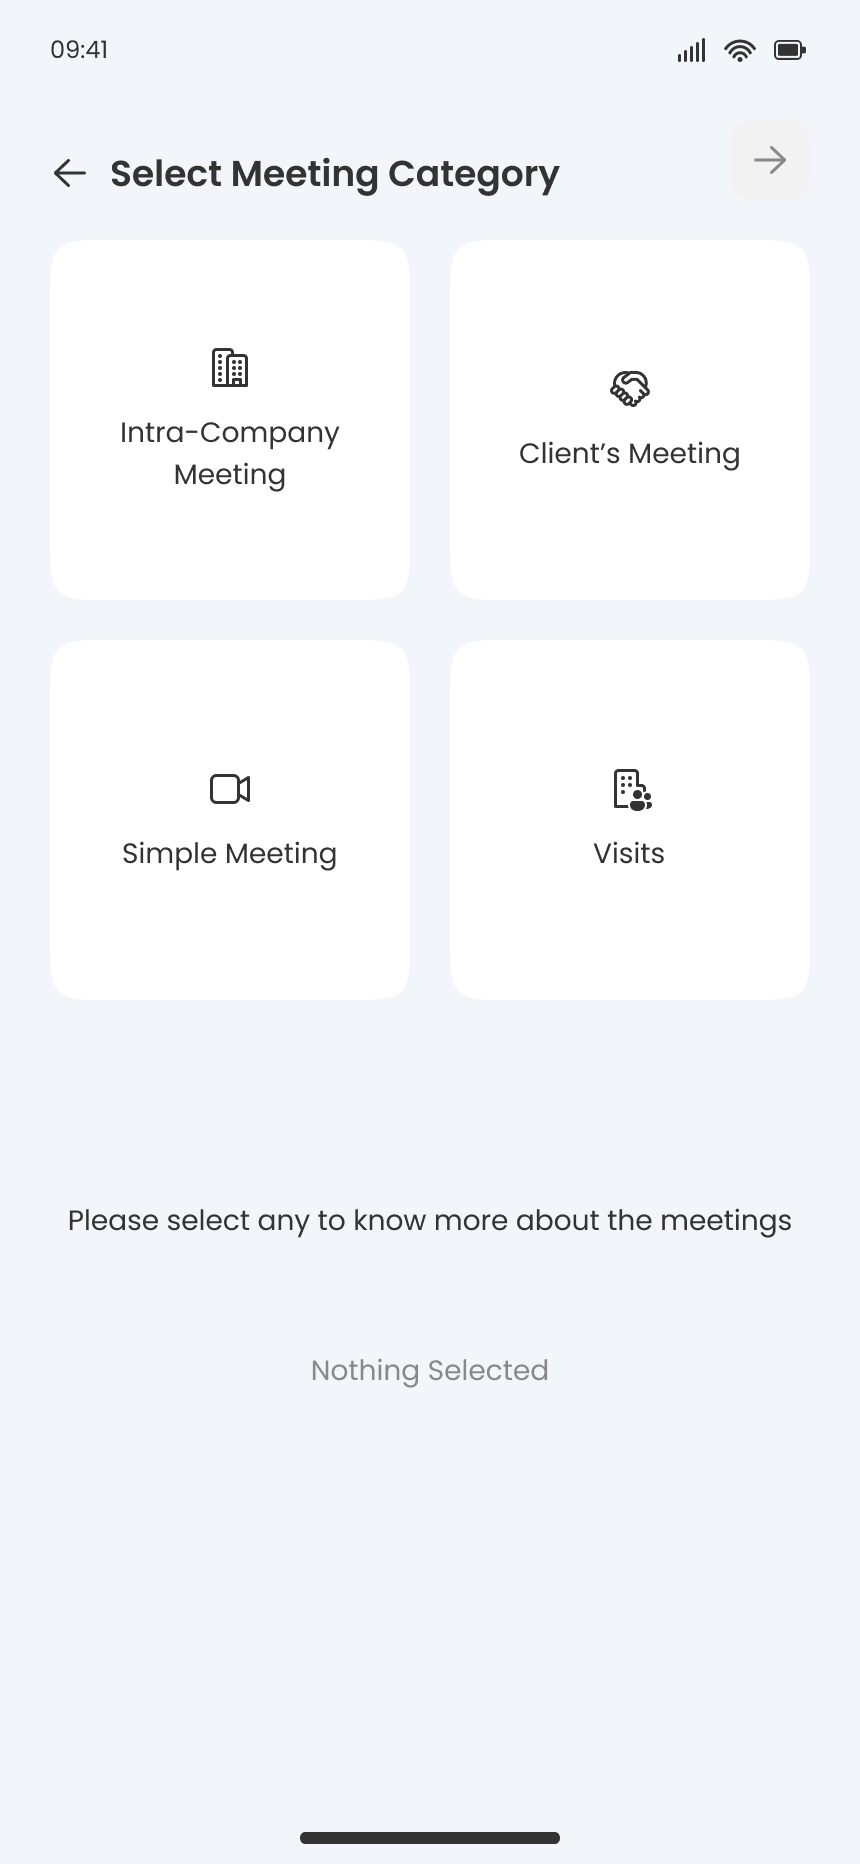 09:41
Select Meeting Category
Intra-Company
Meeting
Client’s Meeting
Simple Meeting
Visits
Please select any to know more about the meetings
Nothing Selected